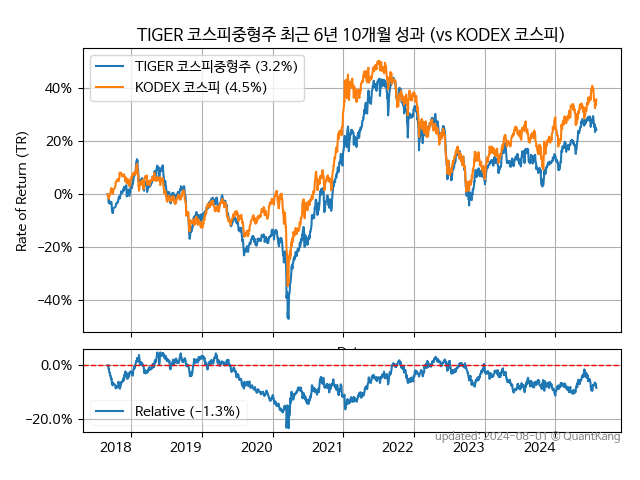 TIGER 코스피중형주 최근 6년 10개월 성과 (vs KODEX 코스피)
TIGER 코스피중형주 (3.2%)
KODEX 코스피 (4.5%)
Rate of Return (TR)
40%
20%
0%
−20%
−40%
0.0%
−20.0%
Relative (−1.3%)
2018 2019 2020 2021 2022 2023 2024
updated: 2024-08-01 © QuantKang